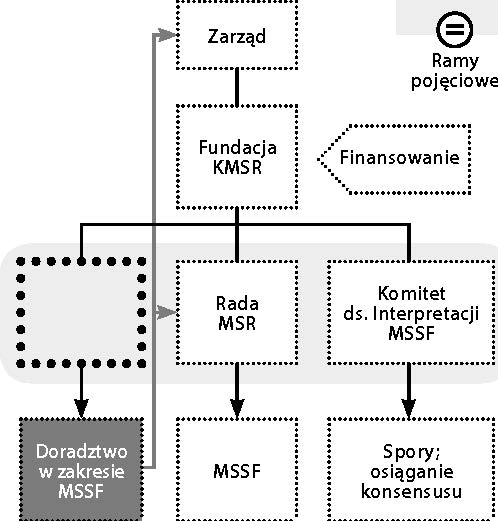 Zarząd
=
Ramy
pojęciowe
Fundacja
KMSR
Finansowanie
Rada
MSR
Komitet
ds. Interpretacji
MSSF
Doradztwo
w zakresie
MSSF
MSSF
Spory;
osiąganie
konsensusu